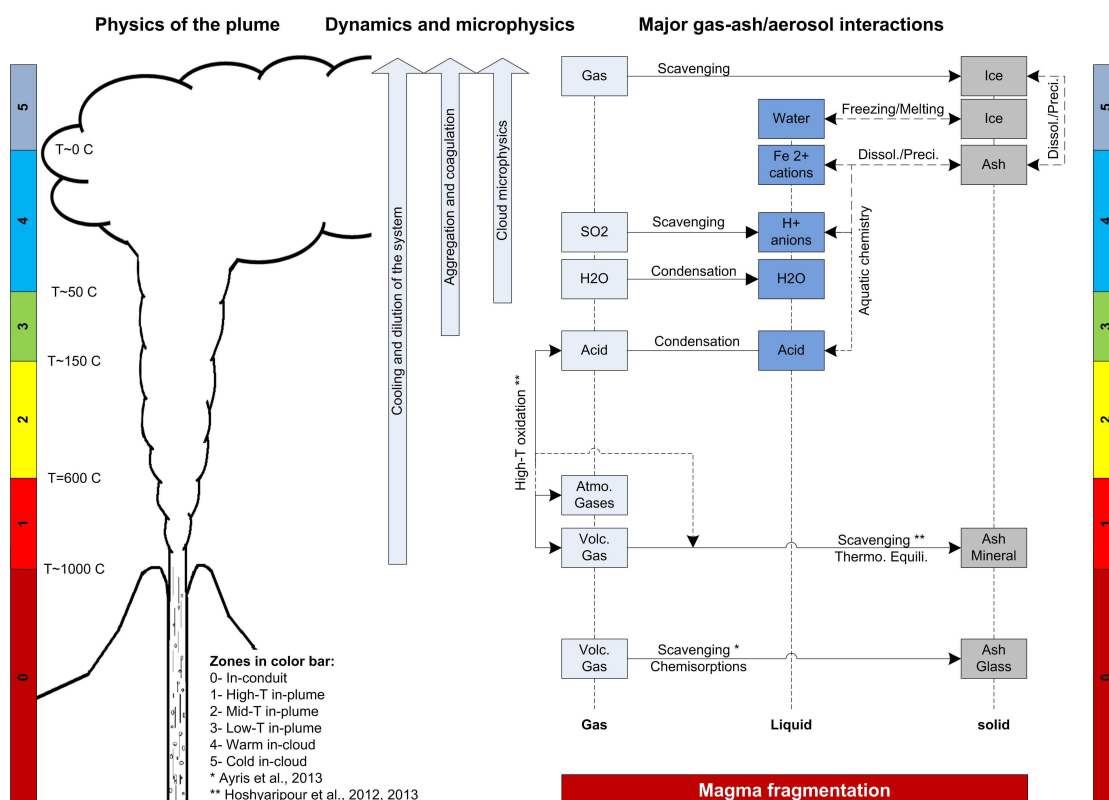 Physics of the plume
Dynamics and microphysics
Major gas-ash/aerosol interactions
5
4
3
2
1
0
T~0 C
T~50 C
T~150 C
T=600 C
T~1000 C
Cooling and dilution of the system
Aggregation and coagulation
Cloud microphysics
Gas
Scavenging
Ice
Water
Freezing/Melting
Ice
Dissol./Preci.
Fe 2+
cations
Dissol./Preci.
Ash
SO2
Scavenging
H+
anions
H2O
Condensation
H2O
Aquatic chemistry
Acid
Condensation
Acid
High-T oxidation **
Atmo.
Gases
Volc.
Gas
Scavenging **
Thermo. Equili.
Ash
Mineral
Volc.
Gas
Scavenging *
Chemisorptions
Ash
Glass
Gas
Liquid
solid
Zones in color bar:
0- In-conduit
1- High-T in-plume
2- Mid-T in-plume
3- Low-T in-plume
4- Warm in-cloud
5- Cold in-cloud
* Ayris et al., 2013
** Hoshyaripour et al., 2012, 2013
Magma fragmentation
5
4
3
2
1
0